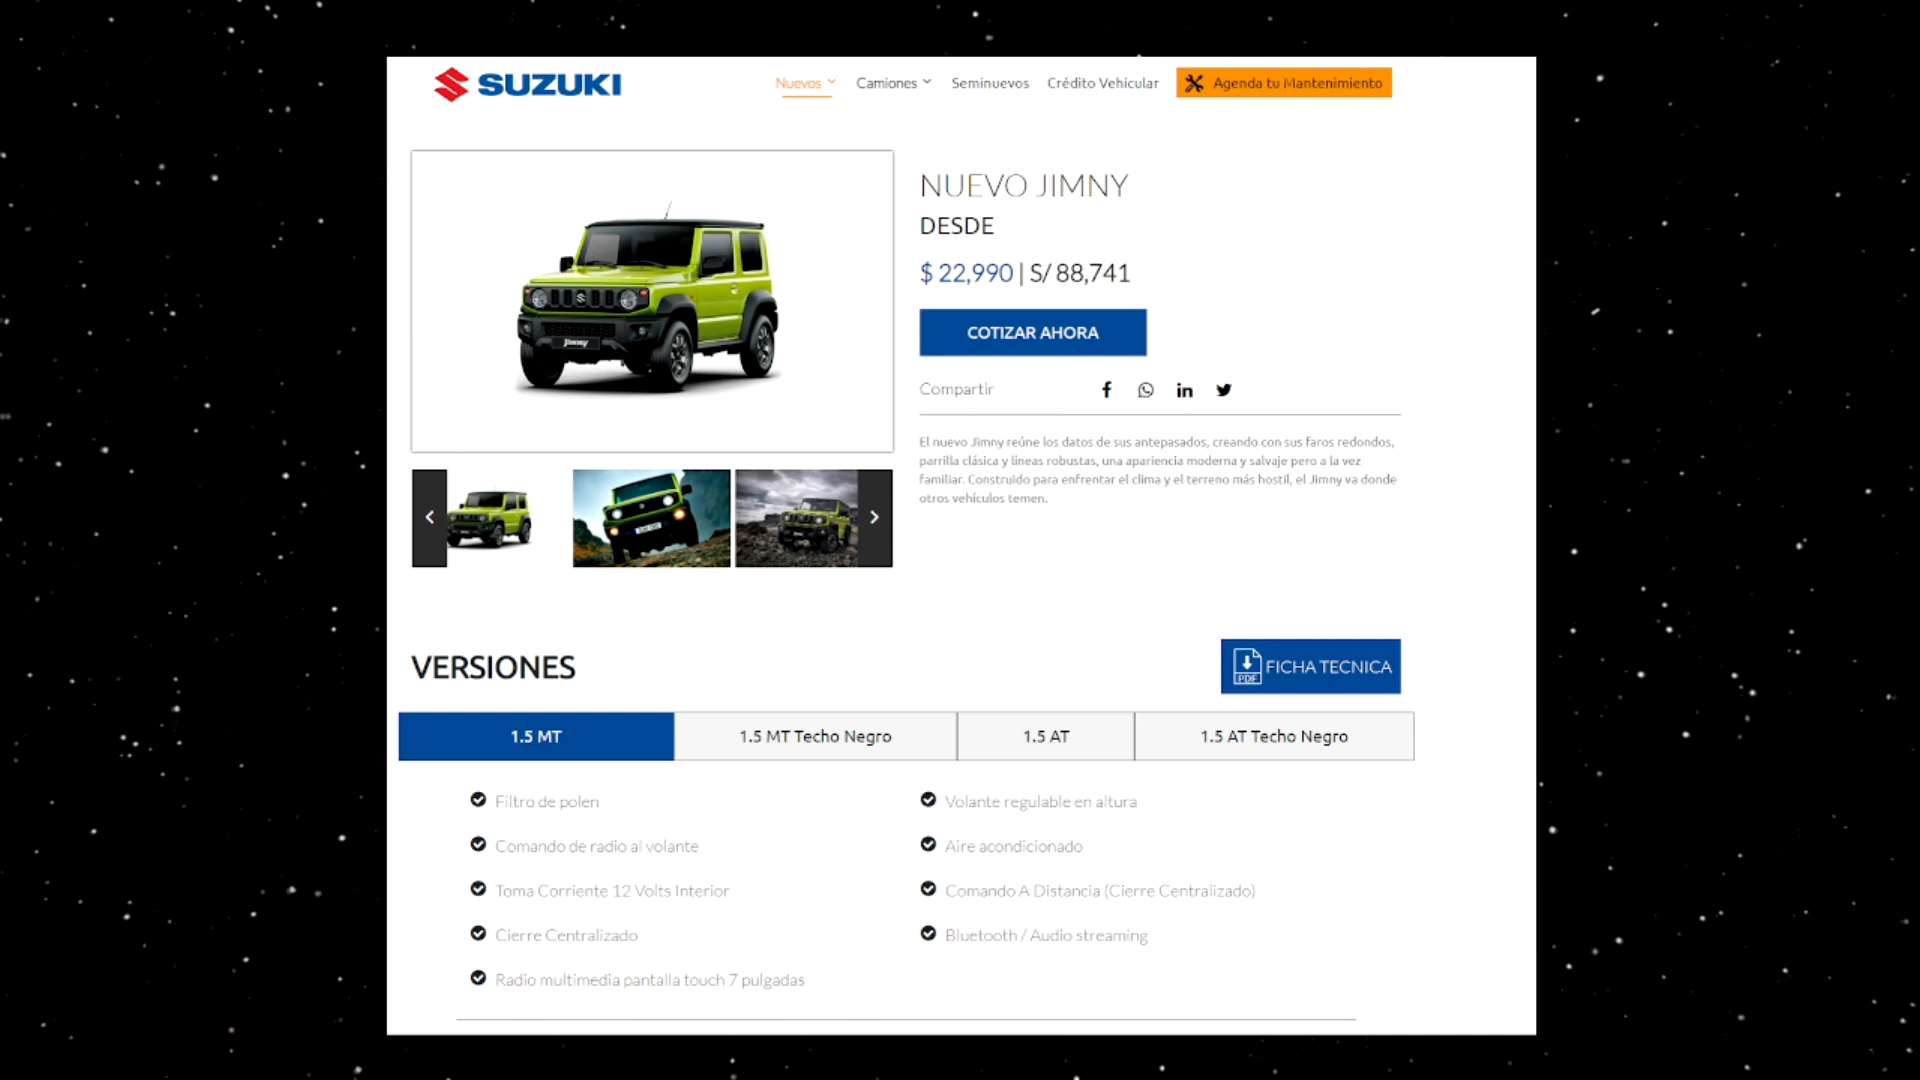 SUZUKI
Nuevos
Camiones
Seminuevos
Crédito Vehicular
Agenda tu Mantenimiento
NUEVO JIMNY
DESDE
$ 22,990 | S/ 88,741
COTIZAR AHORA
Compartir
El nuevo Jimny reúne los datos de sus antepasados, creando con sus faros redondos,
parrilla clásica y líneas robustas, una apariencia moderna y salvaje pero a la vez
familiar. Construido para enfrentar el clima y el terreno más hostil, el Jimny va donde
otros vehículos temen.
Jimny
VERSIONES
PDF
FICHA TECNICA
1.5 MT
1.5 MT Techo Negro
1.5 AT
1.5 AT Techo Negro
Filtro de polen
Volante regulable en altura
Comando de radio al volante
Aire acondicionado
Toma Corriente 12 Volts Interior
Comando A Distancia (Cierre Centralizado)
Cierre Centralizado
Bluetooth / Audio streaming
Radio multimedia pantalla touch 7 pulgadas